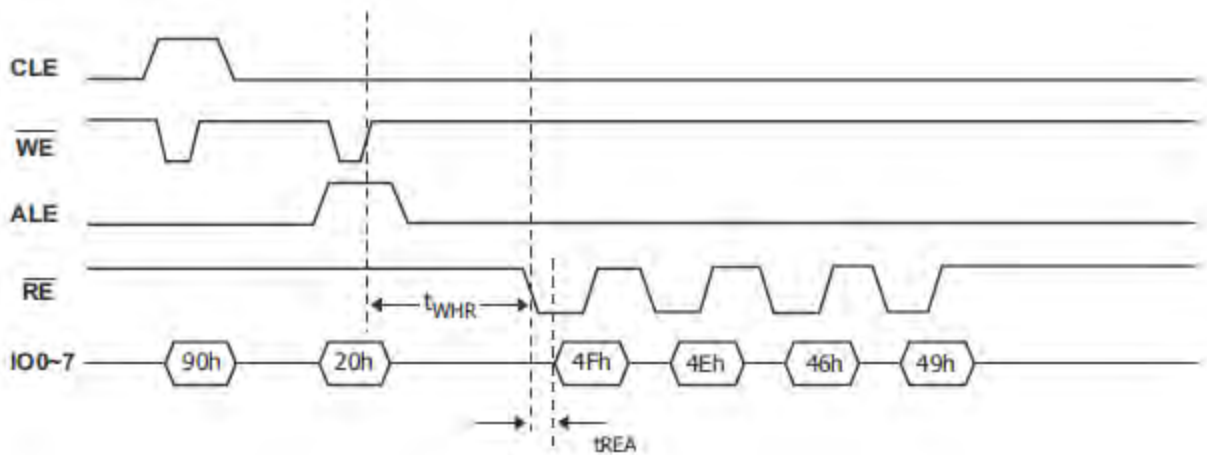 CLE
WE
ALE
RE
tWHR
IO0~7 90h 20h 4Fh 4Eh 46h 49h
tREA